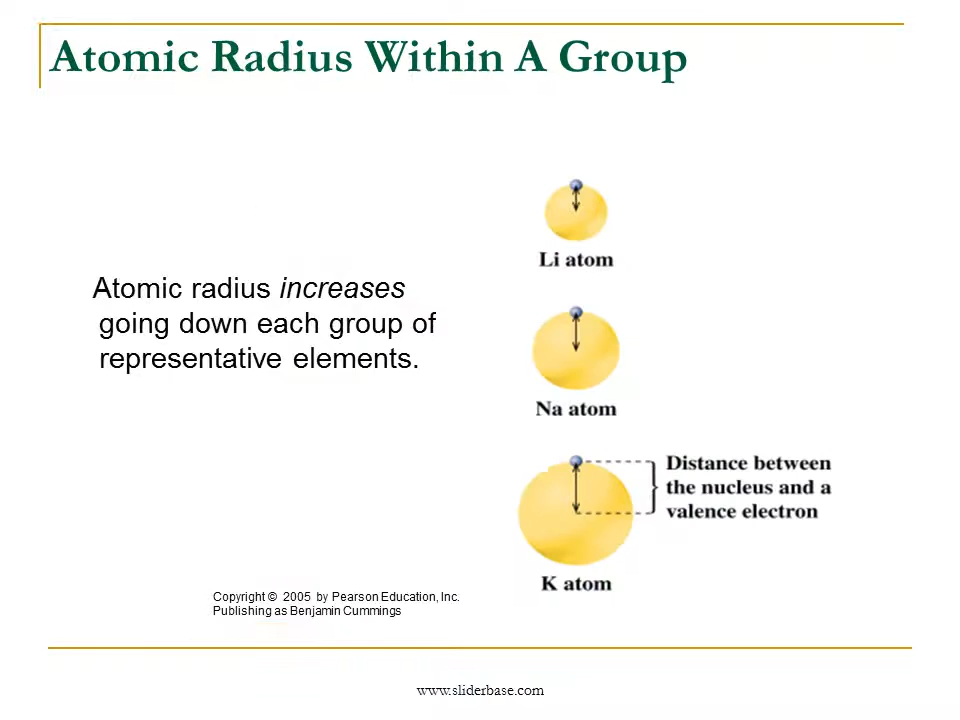 Atomic Radius Within A Group
Atomic radius increases
going down each group of
representative elements.
Li atom
Na atom
Distance between
the nucleus and a
valence electron
K atom
Copyright © 2005 by Pearson Education, Inc.
Publishing as Benjamin Cummings
www.sliderbase.com